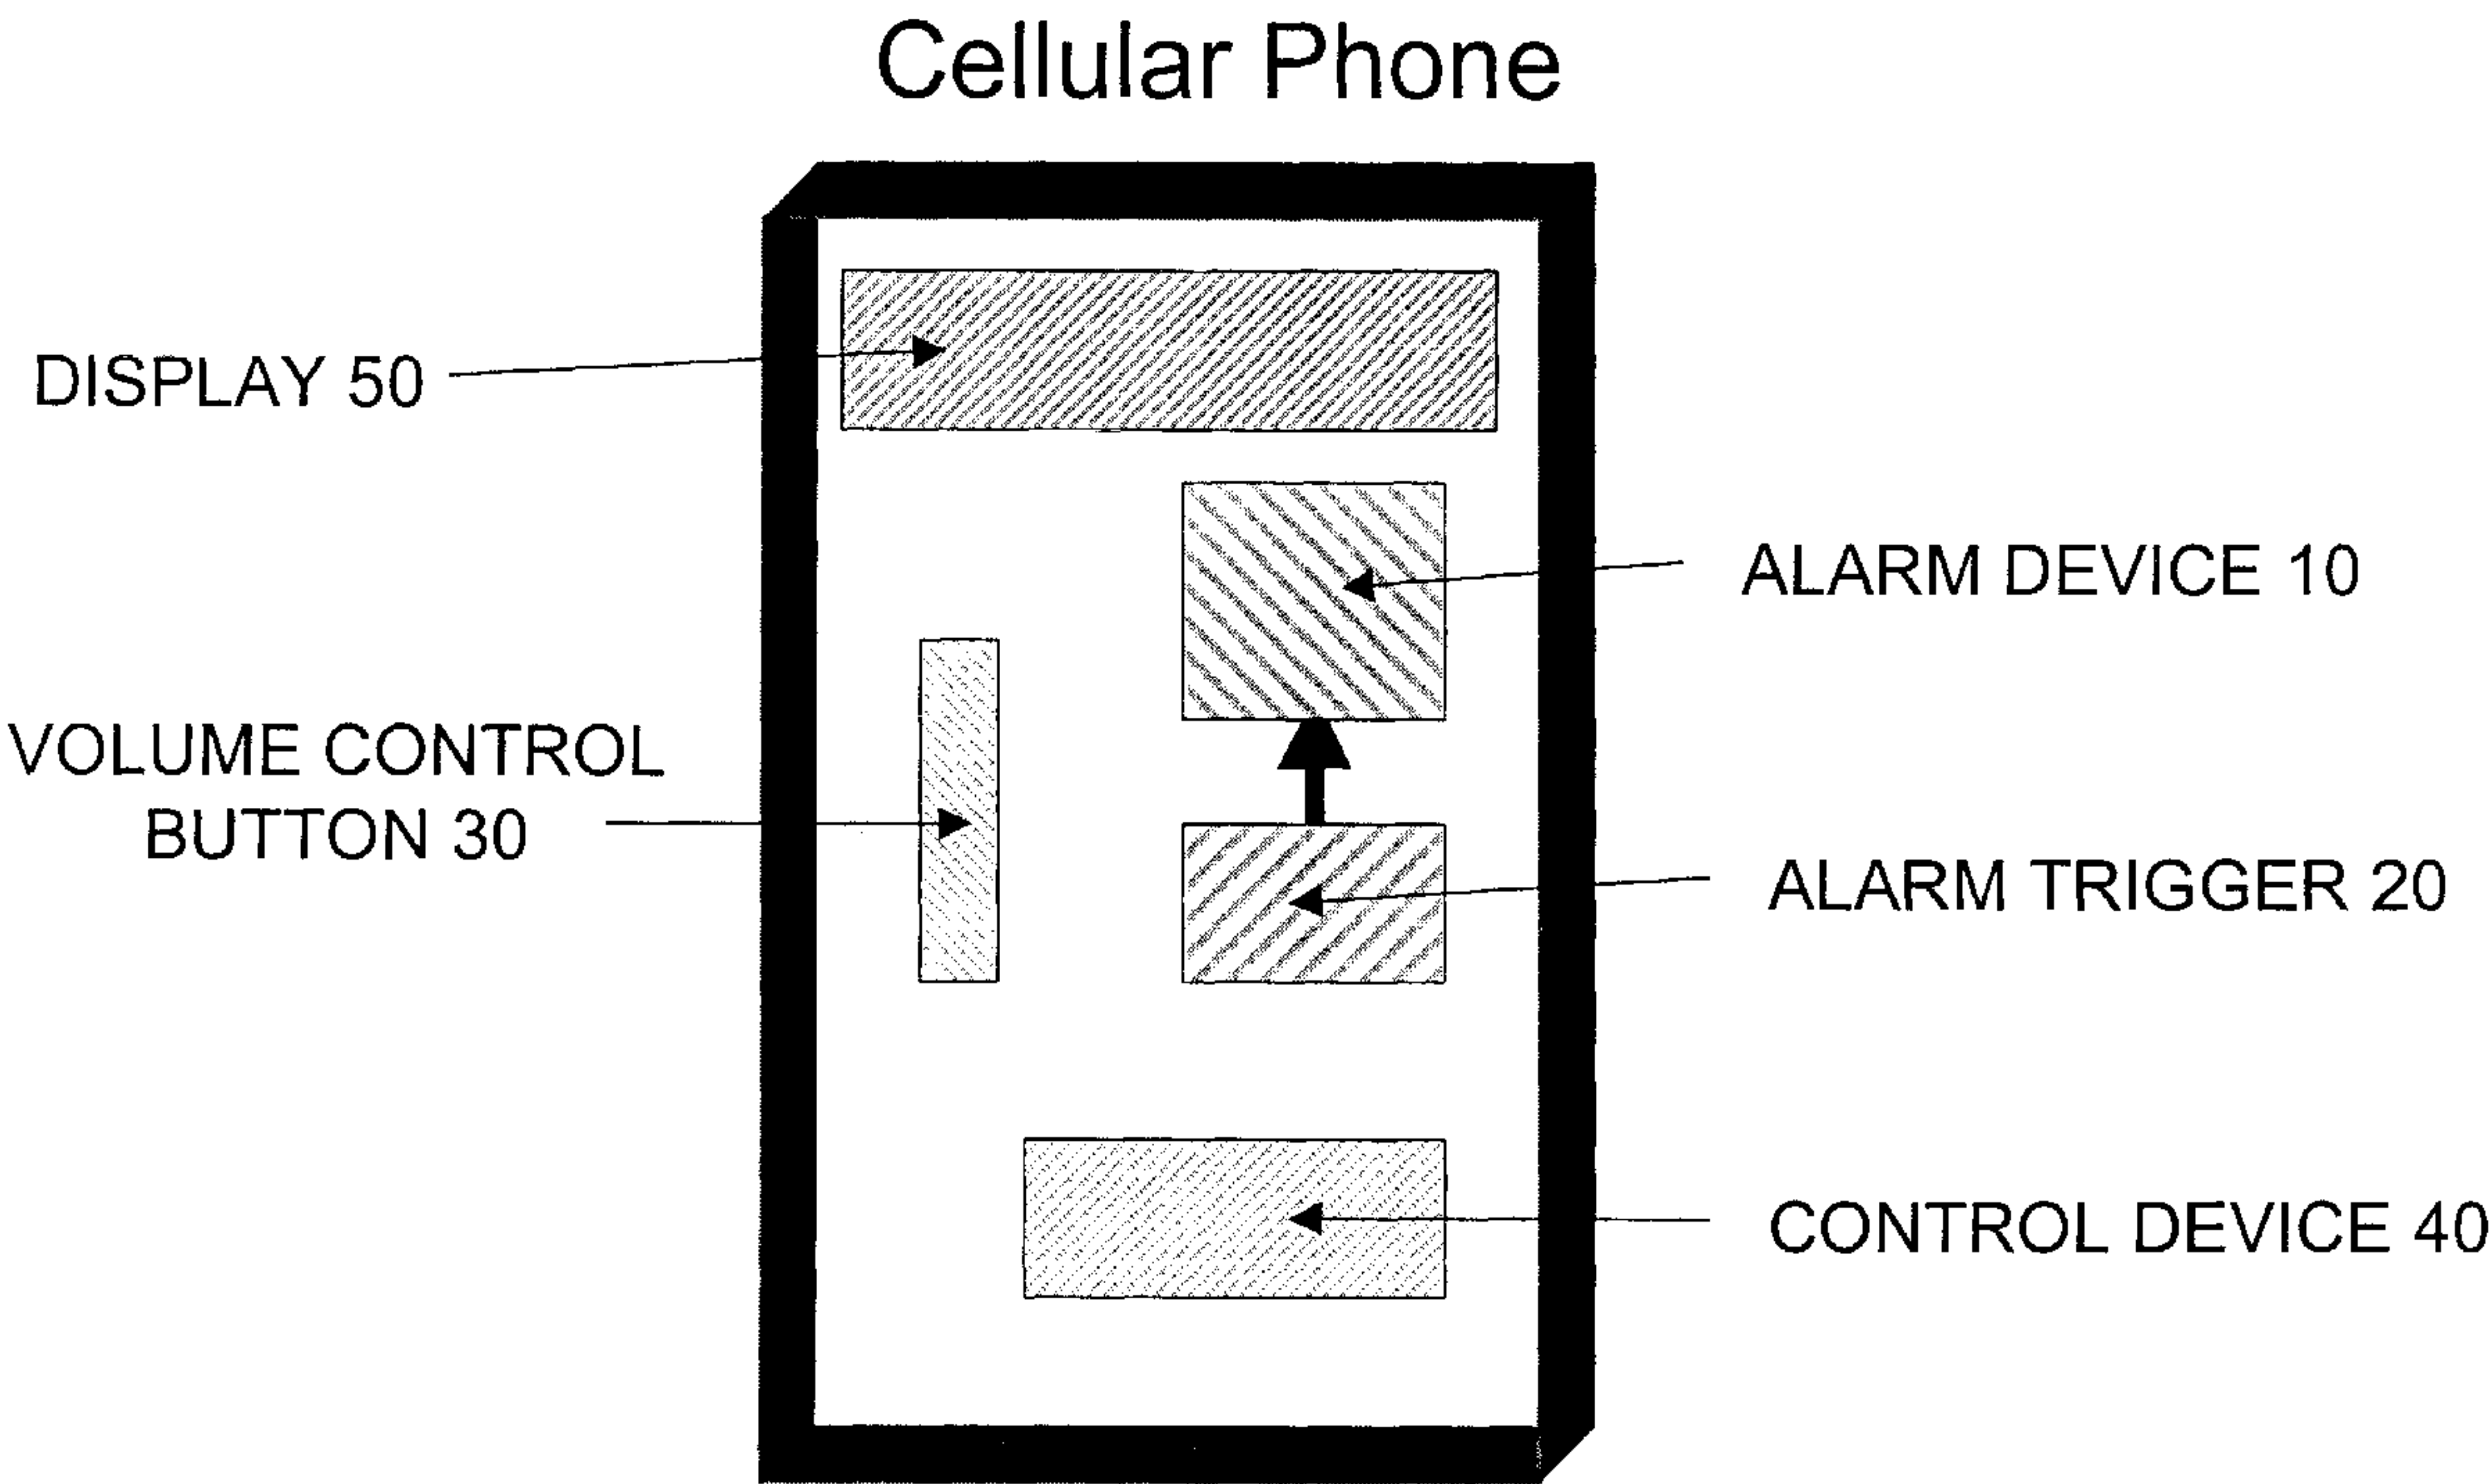 Cellular Phone
DISPLAY 50
ALARM DEVICE 10
VOLUME CONTROL
BUTTON 30
ALARM TRIGGER 20
CONTROL DEVICE 40